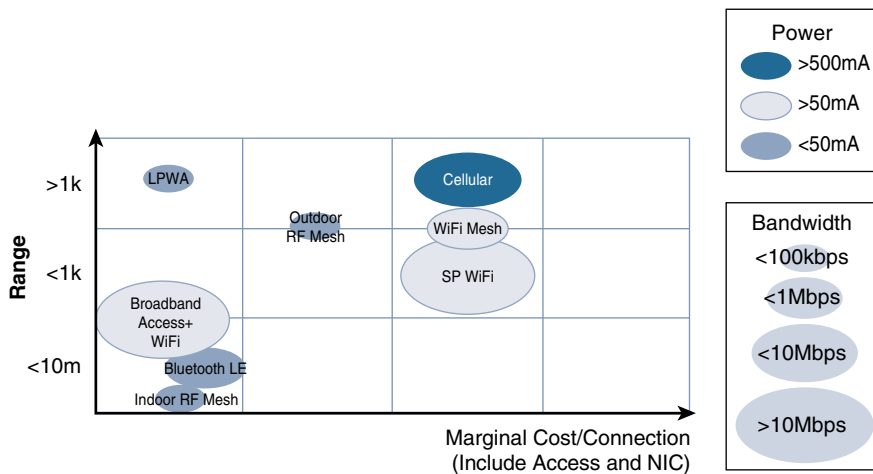 Power
>500mA
>50mA
<50mA
Range
>1k
<1k
<10m
LPWA
Outdoor
RF Mesh
Cellular
WiFi Mesh
SP WiFi
Broadband
Access+
WiFi
Bluetooth LE
Indoor RF Mesh
Marginal Cost/Connection
(Include Access and NIC)
Bandwidth
<100kbps
<1Mbps
<10Mbps
>10Mbps